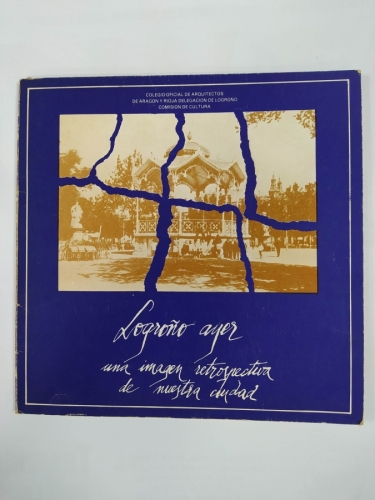 COLEGIO OFICIAL DE ARQUITECTOS
DE ARAGON Y RIOJA DELEGACION DE LOGROÑO
COMISION DE CULTURA
Logroño ayer
una imagen retrospectiva
de nuestra ciudad